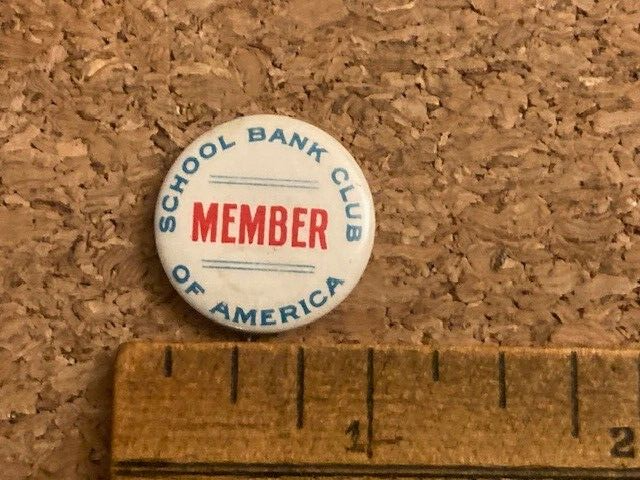 SCHOOL BANK CLUB
MEMBER
OF AMERICA
1
2